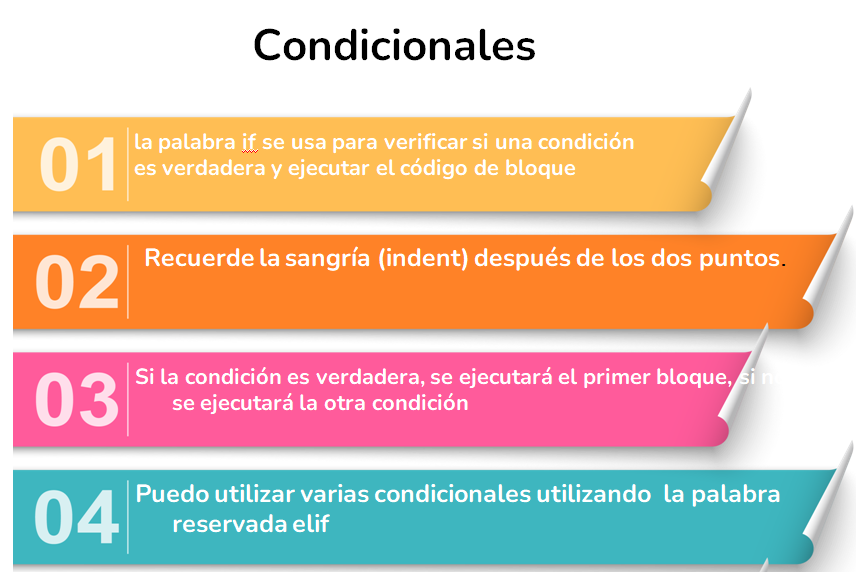 Condicionales
01
la palabra if se usa para verificar si una condición
es verdadera y ejecutar el código de bloque
02
Recuerde la sangría (indent) después de los dos puntos.
03
Si la condición es verdadera, se ejecutará el primer bloque, si
se ejecutará la otra condición
04
Puedo utilizar varias condicionales utilizando la palabra
reservada elif